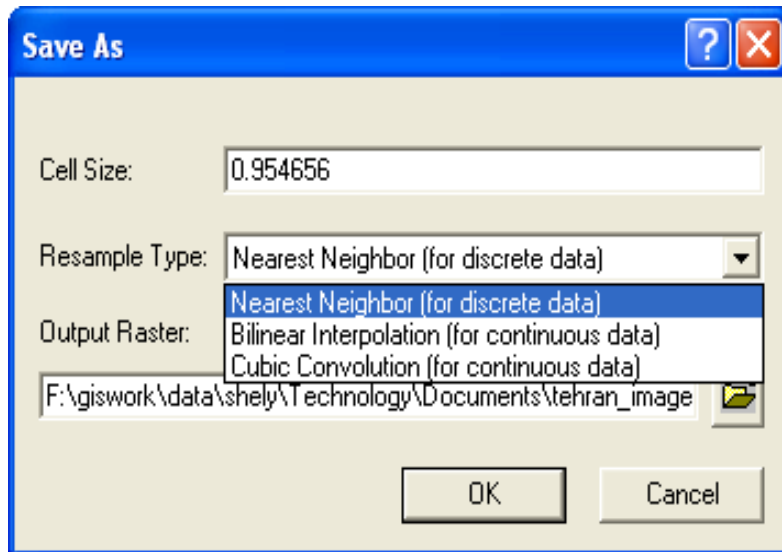 Save As
Cell Size:
0.954656
Resample Type:
Nearest Neighbor (for discrete data)
Nearest Neighbor (for discrete data)
Bilinear Interpolation (for continuous data)
Cubic Convolution (for continuous data)
Output Raster:
F:\giswork\data\shely\Technology\Documents\tehran_image
OK
Cancel